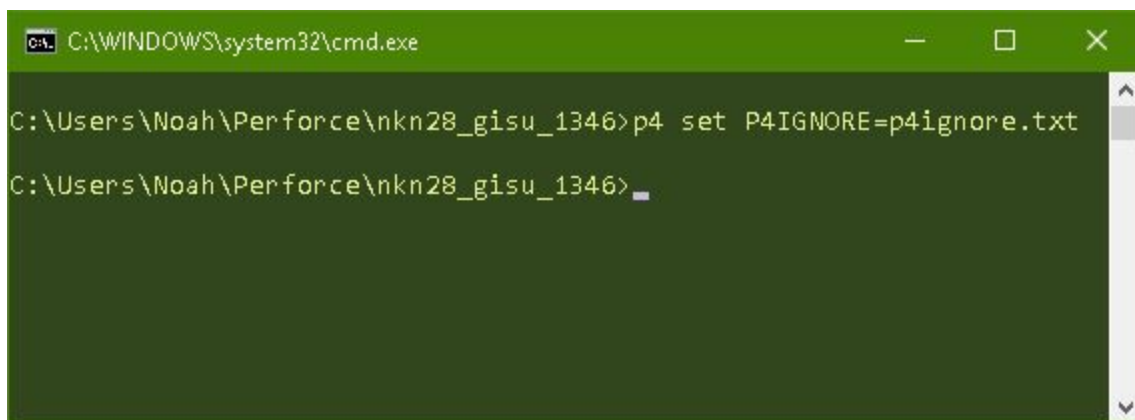 C:\WINDOWS\system32\cmd.exe
C:\Users\Noah\Perforce\nkn28_gisu_1346>p4 set P4IGNORE=p4ignore.txt
C:\Users\Noah\Perforce\nkn28_gisu_1346>